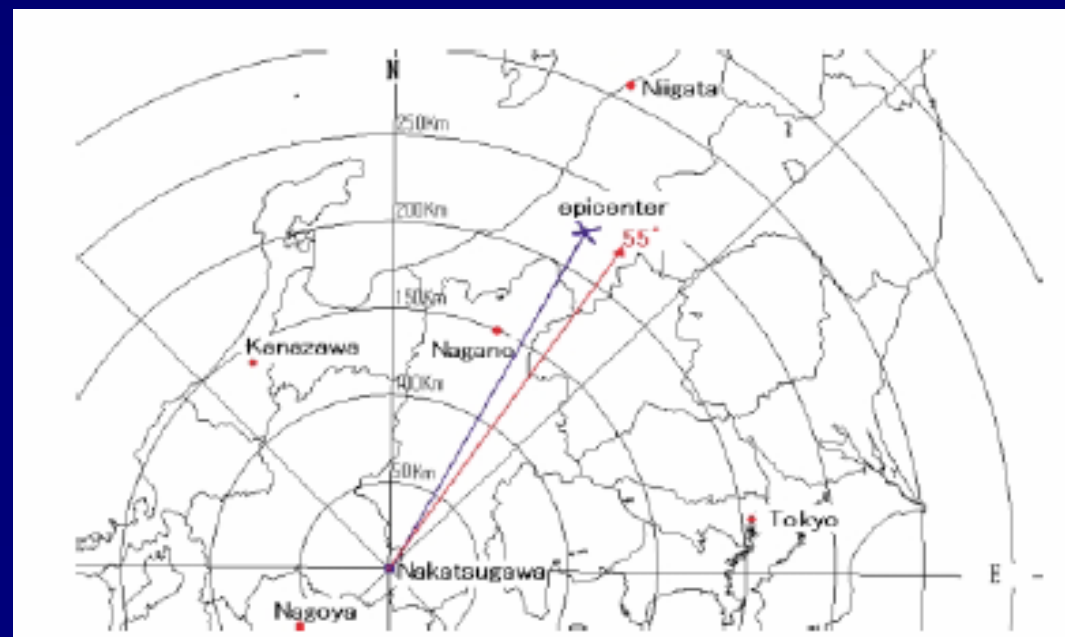 N
Niigata
250Km
200Km
epicenter
55°
150Km
Kanazawa
Nagano
100Km
50Km
Tokyo
Nakatsugawa
E
Nagoya